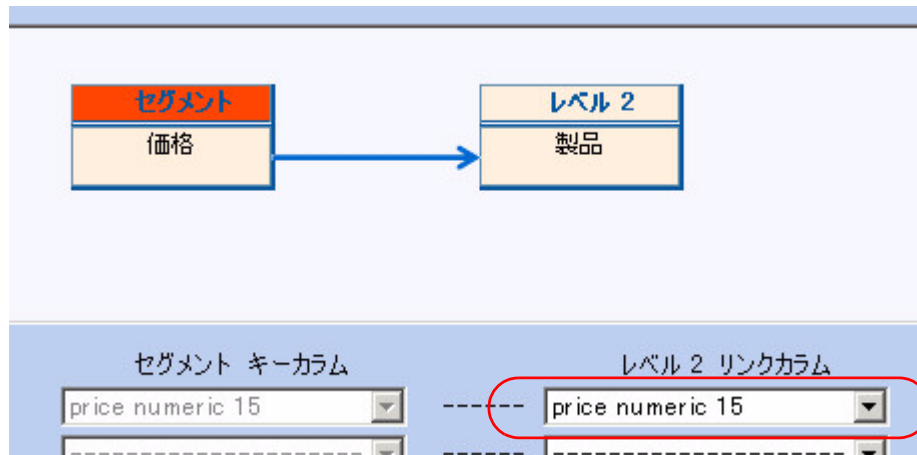 セグメント
レベル 2
価格
製品
セグメント キーカラム
レベル 2 リンクカラム
price numeric 15
------
price numeric 15